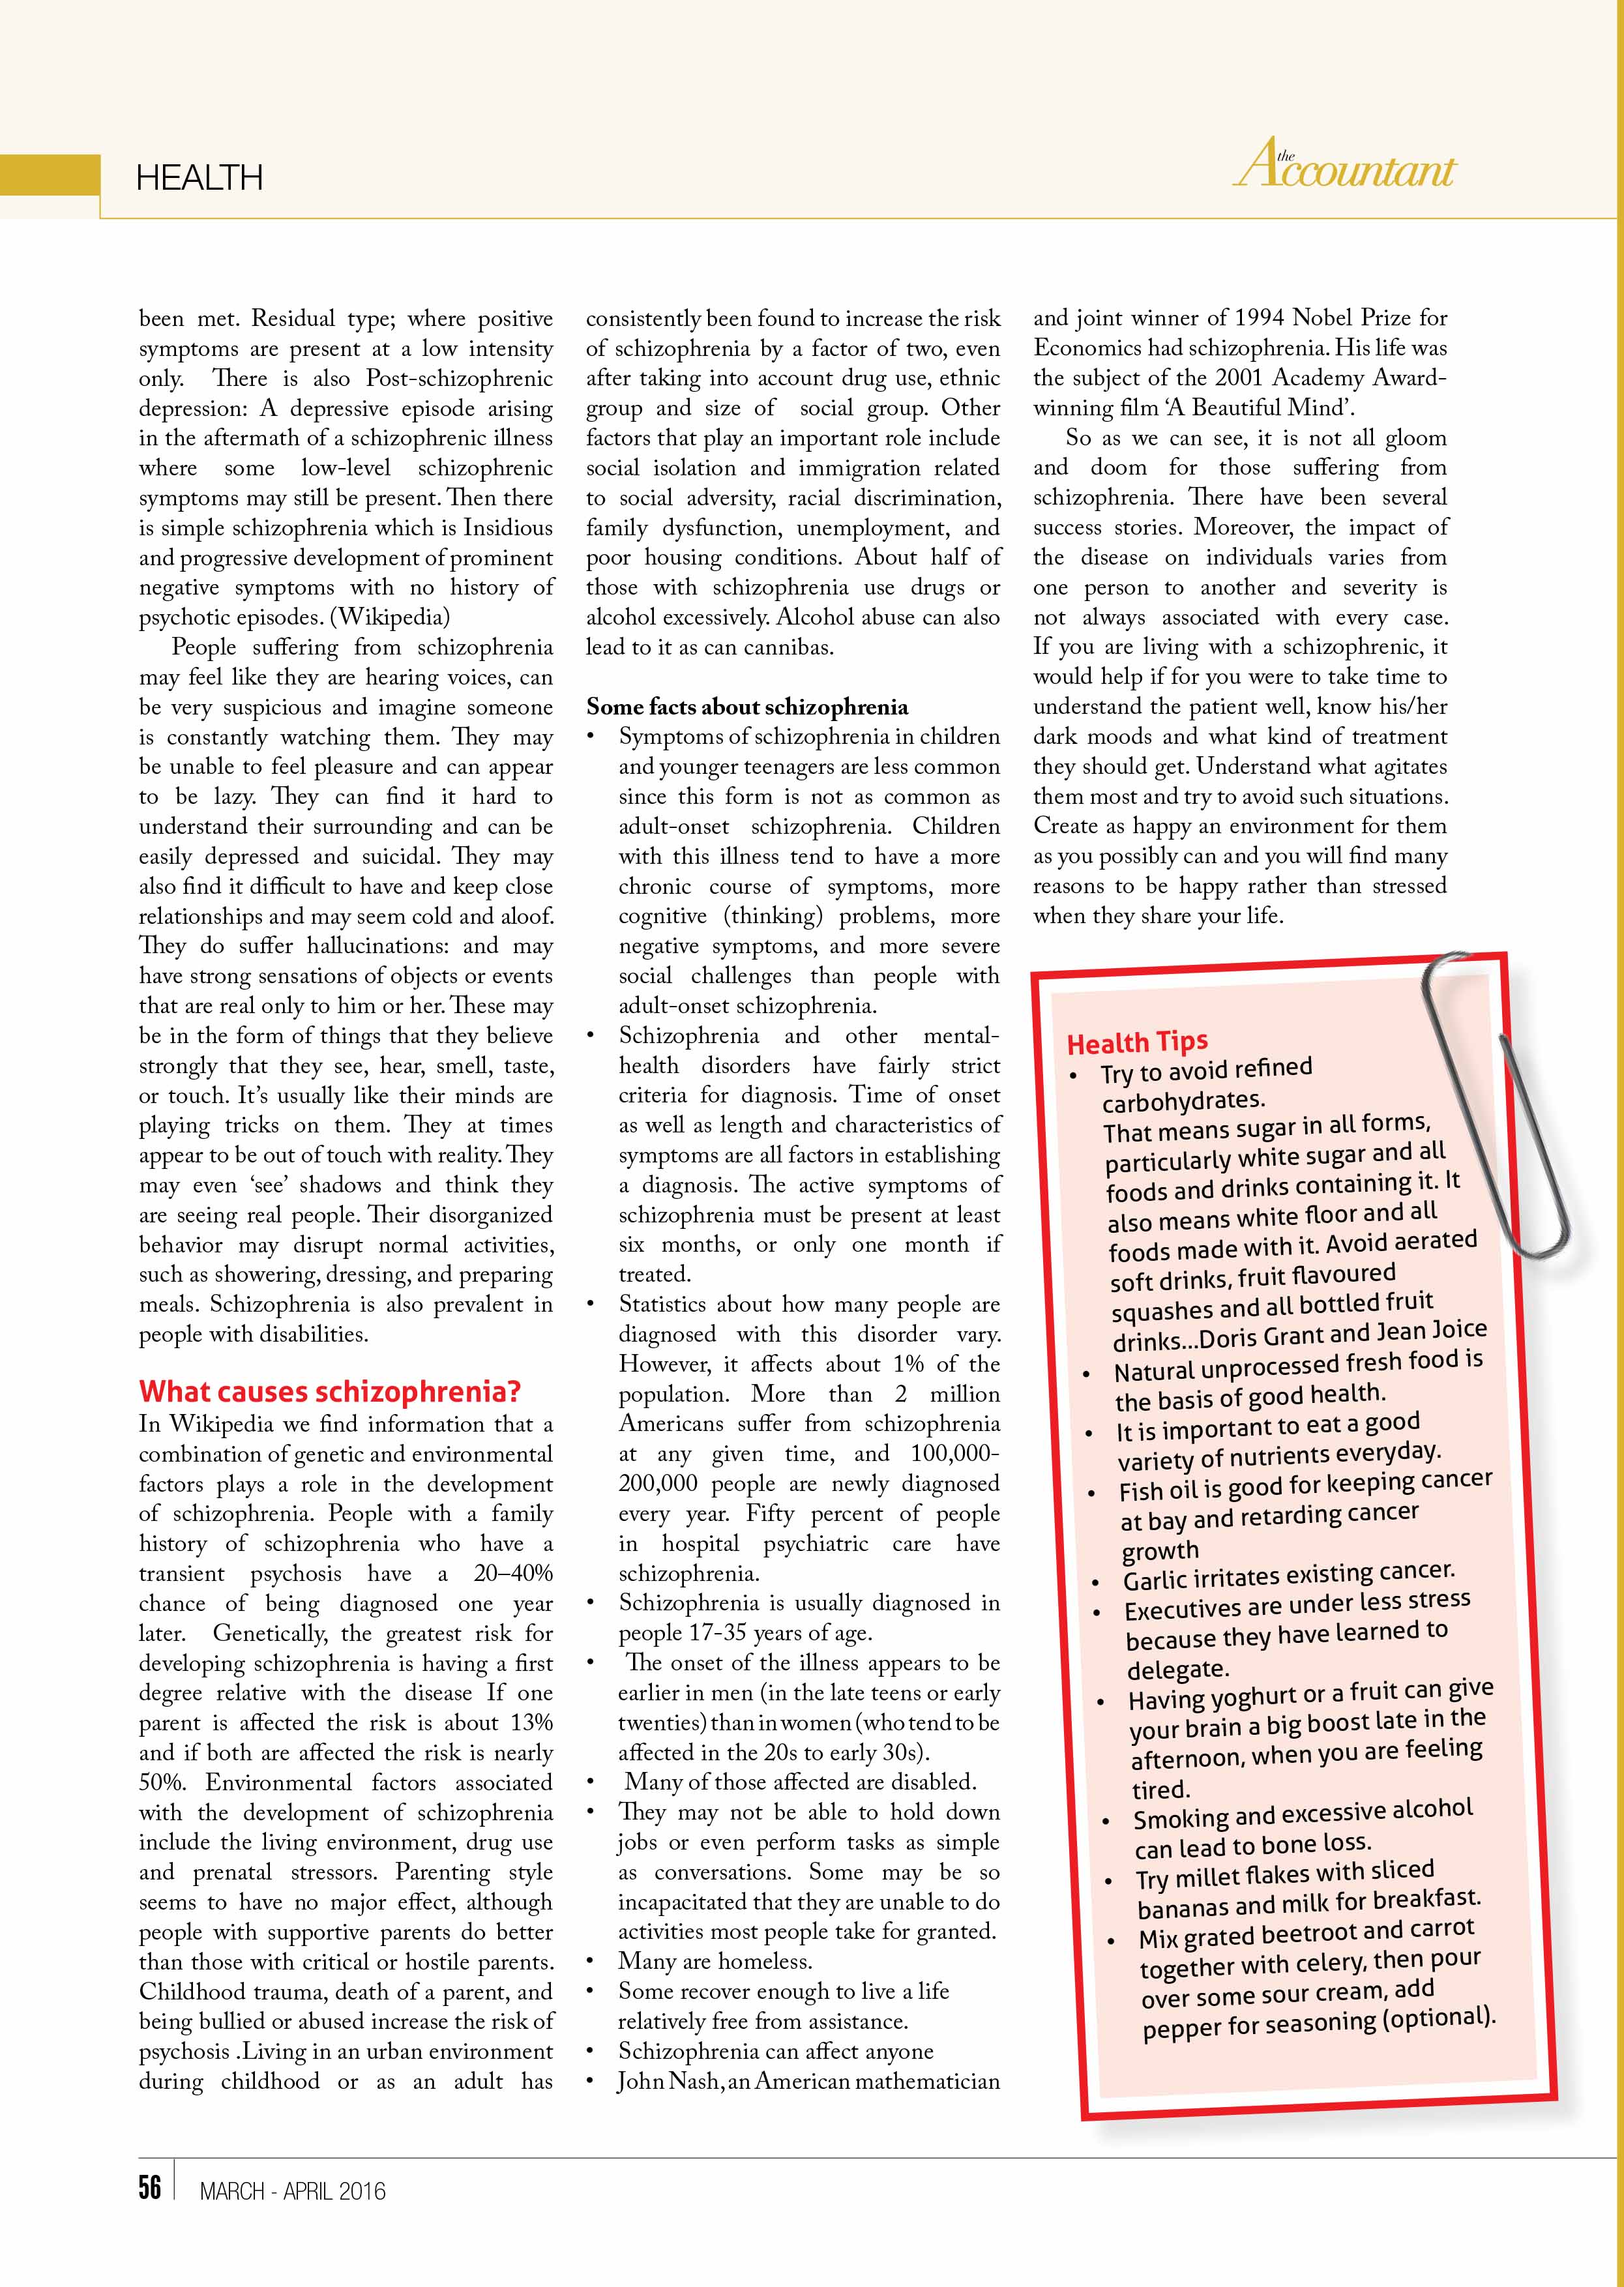 HEALTH
the Accountant
been met. Residual type; where positive
symptoms are present at a low intensity
only. There is also Post-schizophrenic
depression: A depressive episode arising
in the aftermath of a schizophrenic illness
where some low-level schizophrenic
symptoms may still be present. Then there
is simple schizophrenia which is Insidious
and progressive development of prominent
negative symptoms with no history of
psychotic episodes. (Wikipedia)
People suffering from schizophrenia
may feel like they are hearing voices, can
be very suspicious and imagine someone
is constantly watching them. They may
be unable to feel pleasure and can appear
to be lazy. They can find it hard to
understand their surrounding and can be
easily depressed and suicidal. They may
also find it difficult to have and keep close
relationships and may seem cold and aloof.
They do suffer hallucinations: and may
have strong sensations of objects or events
that are real only to him or her. These may
be in the form of things that they believe
strongly that they see, hear, smell, taste,
or touch. It's usually like their minds are
playing tricks on them. They at times
appear to be out of touch with reality. They
may even 'see' shadows and think they
are seeing real people. Their disorganized
behavior may disrupt normal activities,
such as showering, dressing, and preparing
meals. Schizophrenia is also prevalent in
people with disabilities.
What causes schizophrenia?
In Wikipedia we find information that a
combination of genetic and environmental
factors plays a role in the development
of schizophrenia. People with a family
history of schizophrenia who have a
transient psychosis have a 20–40%
chance of being diagnosed one year
later. Genetically, the greatest risk for
developing schizophrenia is having a first
degree relative with the disease If one
parent is affected the risk is about 13%
and if both are affected the risk is nearly
50%. Environmental factors associated
with the development of schizophrenia
include the living environment, drug use
and prenatal stressors. Parenting style
seems to have no major effect, although
people with supportive parents do better
than those with critical or hostile parents.
Childhood trauma, death of a parent, and
being bullied or abused increase the risk of
psychosis .Living in an urban environment
during childhood or as an adult has
consistently been found to increase the risk
of schizophrenia by a factor of two, even
after taking into account drug use, ethnic
group and size of social group. Other
factors that play an important role include
social isolation and immigration related
to social adversity, racial discrimination,
family dysfunction, unemployment, and
poor housing conditions. About half of
those with schizophrenia use drugs or
alcohol excessively. Alcohol abuse can also
lead to it as can cannibas.
Some facts about schizophrenia
• Symptoms of schizophrenia in children
and younger teenagers are less common
since this form is not as common as
adult-onset schizophrenia. Children
with this illness tend to have a more
chronic course of symptoms, more
cognitive (thinking) problems, more
negative symptoms, and more severe
social challenges than people with
adult-onset schizophrenia.
• Schizophrenia and other mental-
health disorders have fairly strict
criteria for diagnosis. Time of onset
as well as length and characteristics of
symptoms are all factors in establishing
a diagnosis. The active symptoms of
schizophrenia must be present at least
six months, or only one month if
treated.
• Statistics about how many people are
diagnosed with this disorder vary.
However, it affects about 1% of the
population. More than 2 million
Americans suffer from schizophrenia
at any given time, and 100,000-
200,000 people are newly diagnosed
every year. Fifty percent of people
in hospital psychiatric care have
schizophrenia.
• Schizophrenia is usually diagnosed in
people 17-35 years of age.
• The onset of the illness appears to be
earlier in men (in the late teens or early
twenties) than in women (who tend to be
affected in the 20s to early 30s).
• Many of those affected are disabled.
• They may not be able to hold down
jobs or even perform tasks as simple
as conversations. Some may be so
incapacitated that they are unable to do
activities most people take for granted.
• Many are homeless.
• Some recover enough to live a life
relatively free from assistance.
• Schizophrenia can affect anyone
• John Nash, an American mathematician
and joint winner of 1994 Nobel Prize for
Economics had schizophrenia. His life was
the subject of the 2001 Academy Award-
winning film 'A Beautiful Mind'.
So as we can see, it is not all gloom
and doom for those suffering from
schizophrenia. There have been several
success stories. Moreover, the impact of
the disease on individuals varies from
one person to another and severity is
not always associated with every case.
If you are living with a schizophrenic, it
would help if for you were to take time to
understand the patient well, know his/her
dark moods and what kind of treatment
they should get. Understand what agitates
them most and try to avoid such situations.
Create as happy an environment for them
as you possibly can and you will find many
reasons to be happy rather than stressed
when they share your life.
Health Tips
• Try to avoid refined
carbohydrates.
That means sugar in all forms,
particularly white sugar and all
foods and drinks containing it. It
also means white floor and all
foods made with it. Avoid aerated
soft drinks, fruit flavoured
squashes and all bottled fruit
drinks...Doris Grant and Jean Joice
• Natural unprocessed fresh food is
the basis of good health.
• It is important to eat a good
variety of nutrients everyday.
• Fish oil is good for keeping cancer
at bay and retarding cancer
growth
• Garlic irritates existing cancer.
• Executives are under less stress
because they have learned to
delegate.
• Having yoghurt or a fruit can give
your brain a big boost late in the
afternoon, when you are feeling
tired.
• Smoking and excessive alcohol
can lead to bone loss.
• Try millet flakes with sliced
bananas and milk for breakfast.
• Mix grated beetroot and carrot
together with celery, then pour
over some sour cream, add
pepper for seasoning (optional).
56 MARCH - APRIL 2016